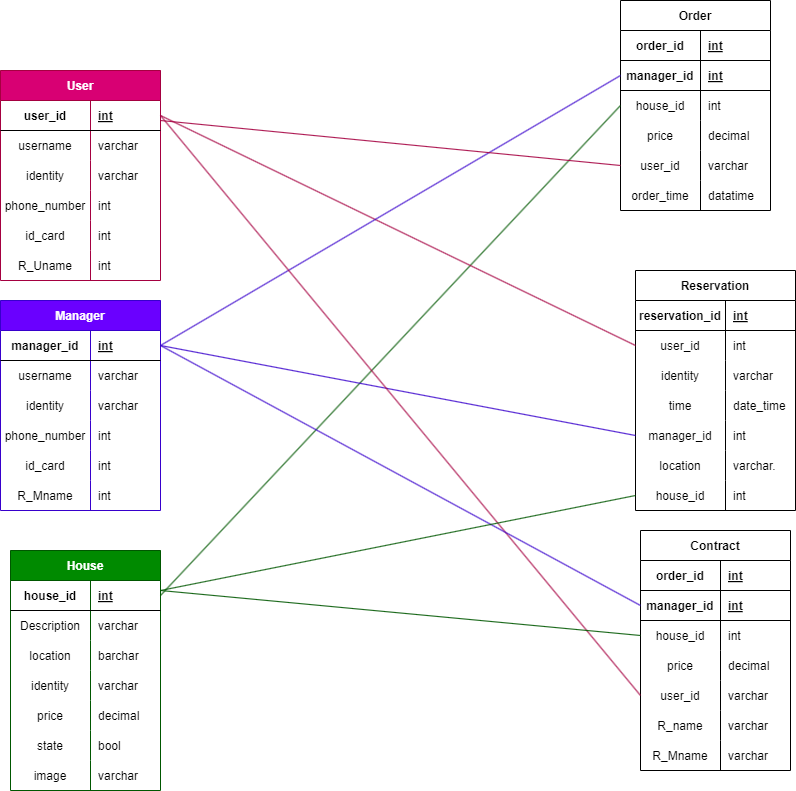 User
user_id int
username varchar
identity varchar
phone_number int
id_card int
R_Uname int
Manager
manager_id int
username varchar
identity varchar
phone_number int
id_card int
R_Mname int
House
house_id int
Description varchar
location barchar
identity varchar
price decimal
state bool
image varchar
Order
order_id int
manager_id int
house_id int
price decimal
user_id varchar
order_time datatime
Reservation
reservation_id int
user_id int
identity varchar
time date_time
manager_id int
location varchar.
house_id int
Contract
order_id int
manager_id int
house_id int
price decimal
user_id varchar
R_name varchar
R_Mname varchar